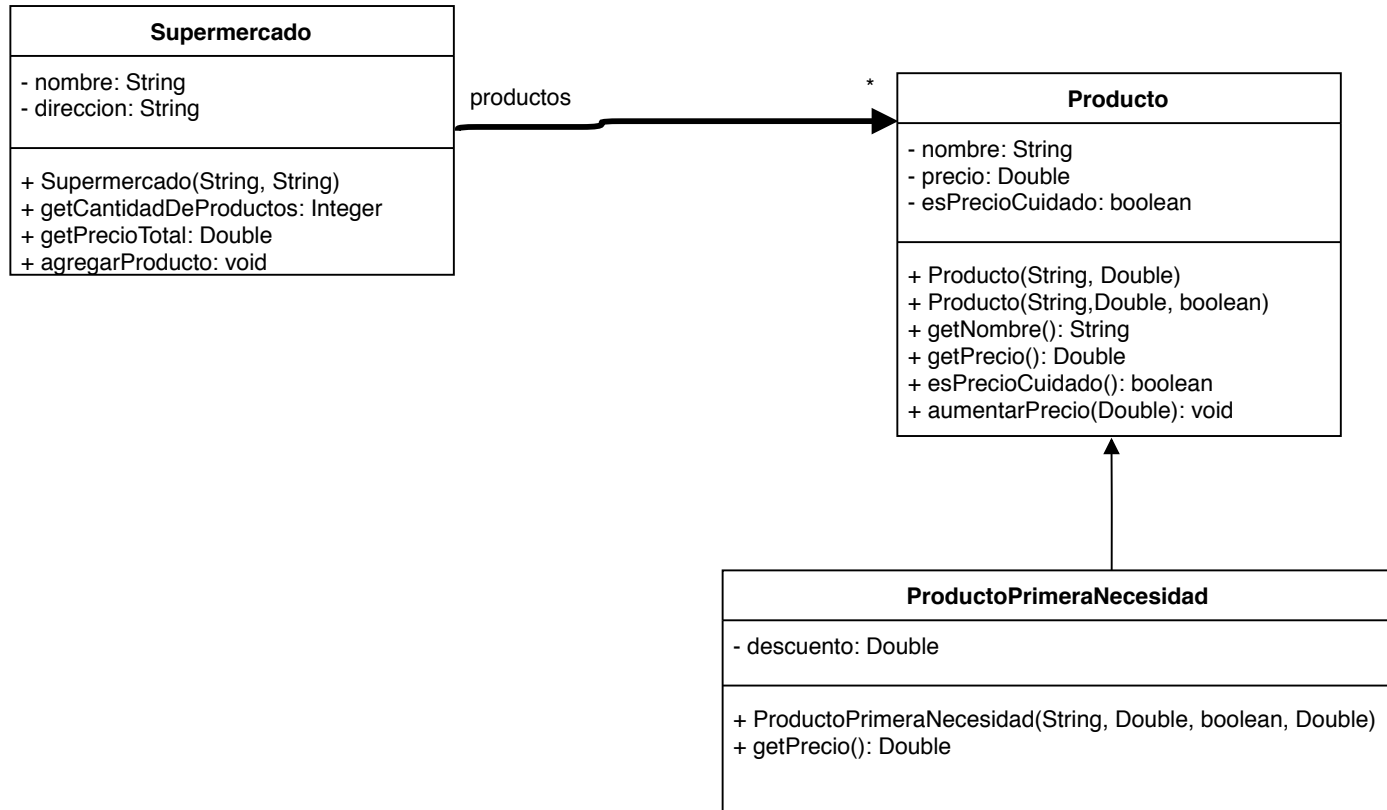 Supermercado
- nombre: String
- direccion: String
+ Supermercado(String, String)
+ getCantidadDeProductos: Integer
+ getPrecioTotal: Double
+ agregarProducto: void
productos
*
Producto
- nombre: String
- precio: Double
- esPrecioCuidado: boolean
+ Producto(String, Double)
+ Producto(String,Double, boolean)
+ getNombre(): String
+ getPrecio(): Double
+ esPrecioCuidado(): boolean
+ aumentarPrecio(Double): void
ProductoPrimeraNecesidad
- descuento: Double
+ ProductoPrimeraNecesidad(String, Double, boolean, Double)
+ getPrecio(): Double